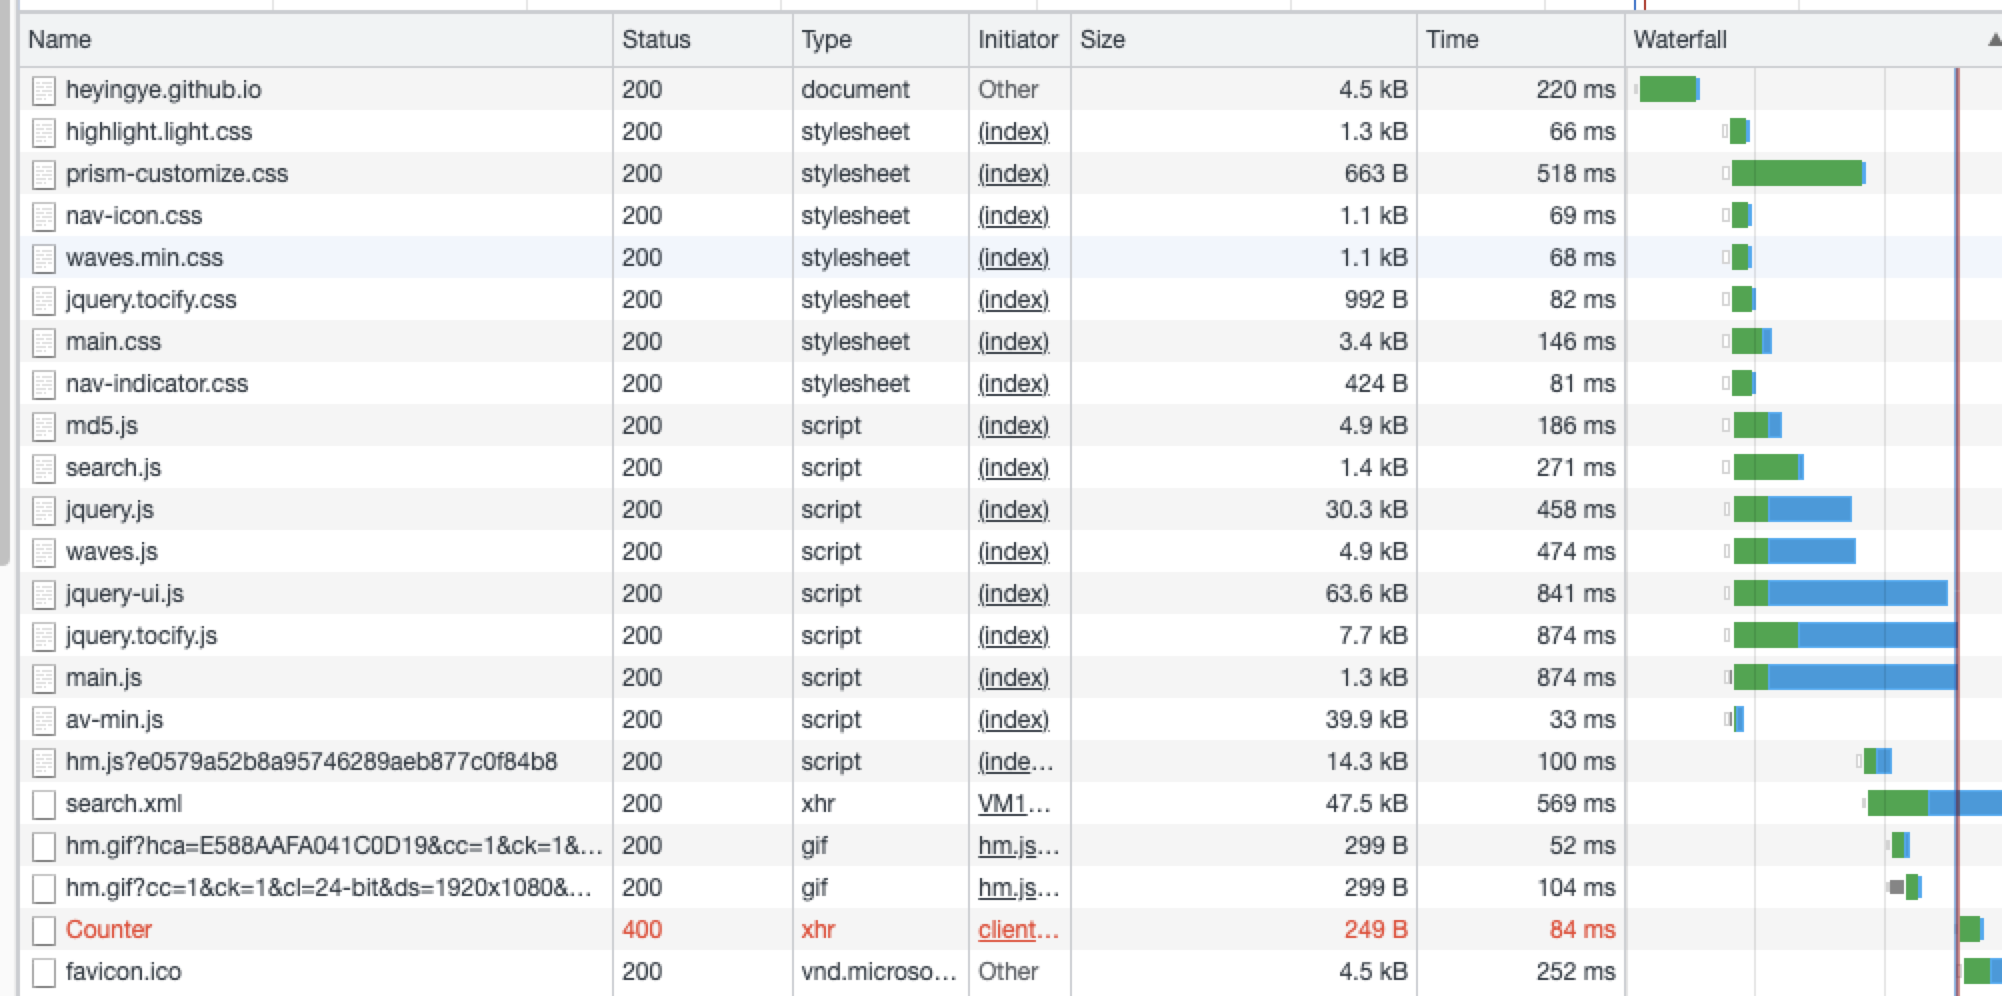 Name Status Type Initiator Size Time Waterfall
heyingye.github.io 200 document Other 4.5 kB 220 ms
highlight.light.css 200 stylesheet (index) 1.3 kB 66 ms
prism-customize.css 200 stylesheet (index) 663 B 518 ms
nav-icon.css 200 stylesheet (index) 1.1 kB 69 ms
waves.min.css 200 stylesheet (index) 1.1 kB 68 ms
jquery.tocify.css 200 stylesheet (index) 992 B 82 ms
main.css 200 stylesheet (index) 3.4 kB 146 ms
nav-indicator.css 200 stylesheet (index) 424 B 81 ms
md5.js 200 script (index) 4.9 kB 186 ms
search.js 200 script (index) 1.4 kB 271 ms
jquery.js 200 script (index) 30.3 kB 458 ms
waves.js 200 script (index) 4.9 kB 474 ms
jquery-ui.js 200 script (index) 63.6 kB 841 ms
jquery.tocify.js 200 script (index) 7.7 kB 874 ms
main.js 200 script (index) 1.3 kB 874 ms
av-min.js 200 script (index) 39.9 kB 33 ms
hm.js?e0579a52b8a95746289aeb877c0f84b8 200 script (inde… 14.3 kB 100 ms
search.xml 200 xhr VM1… 47.5 kB 569 ms
hm.gif?hca=E588AAFA041C0D19&cc=1&ck=1&… 200 gif hm.js… 299 B 52 ms
hm.gif?cc=1&ck=1&cl=24-bit&ds=1920x1080&… 200 gif hm.js… 299 B 104 ms
Counter 400 xhr client… 249 B 84 ms
favicon.ico 200 vnd.microso… Other 4.5 kB 252 ms